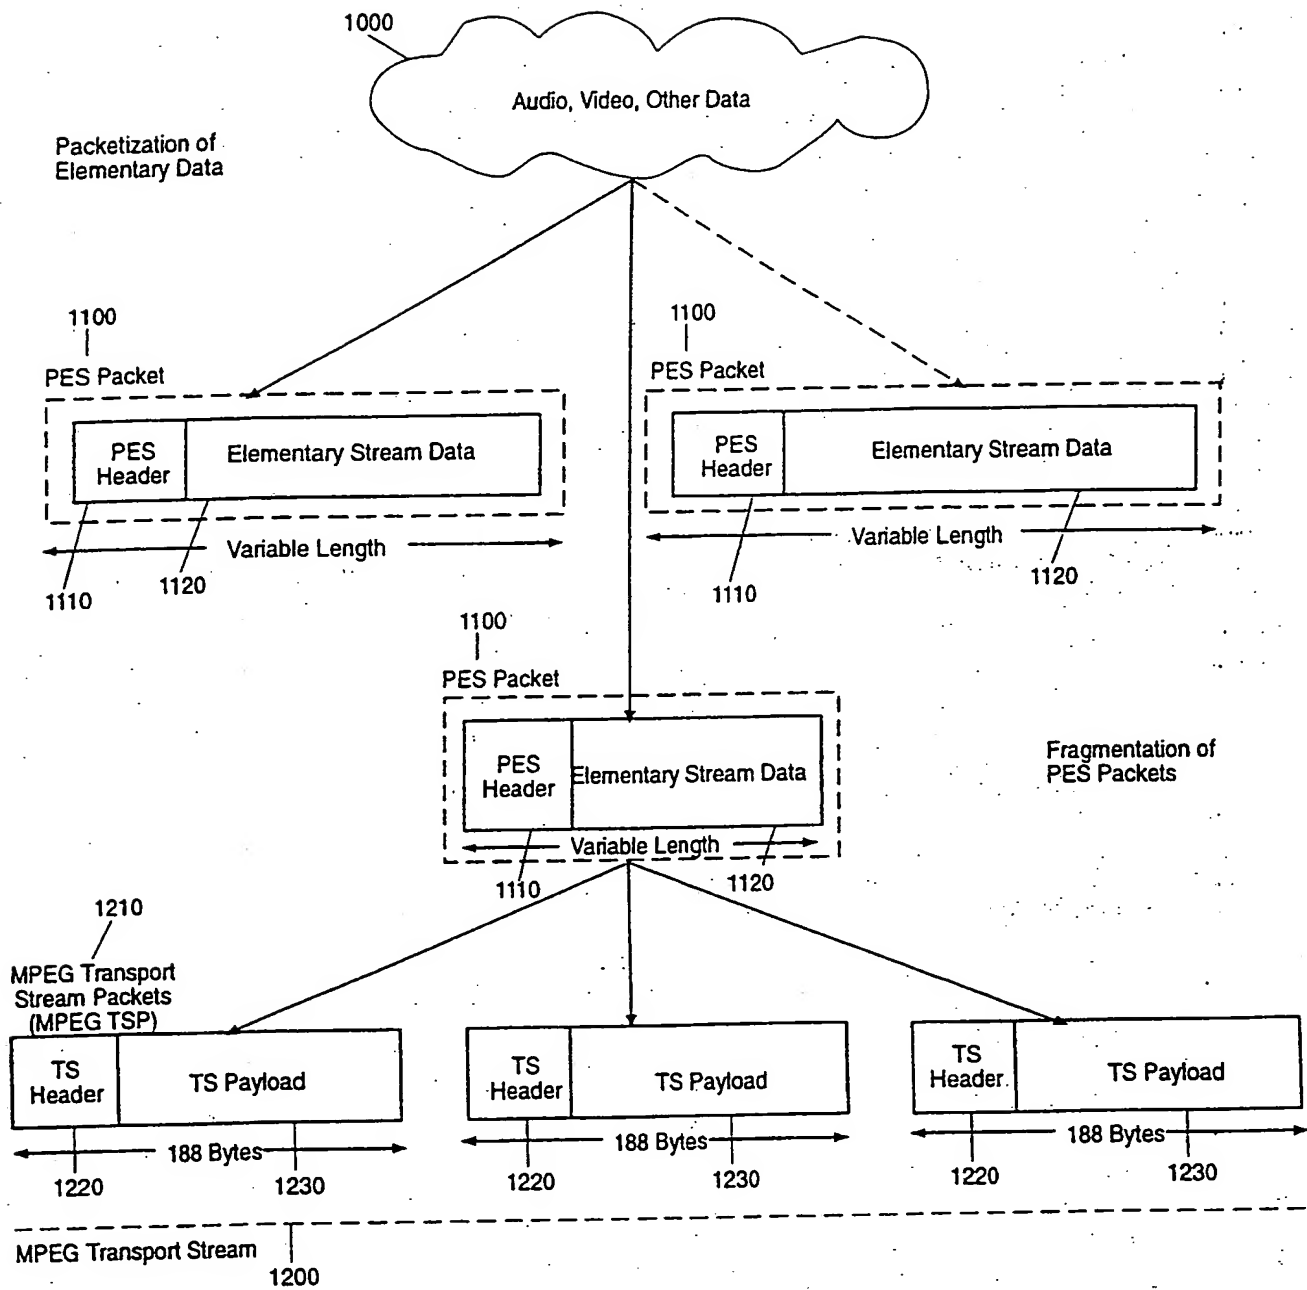 1000
Audio, Video, Other Data
Packetization of
Elementary Data
1100
PES Packet
PES
Header
Elementary Stream Data
Variable Length
1110
1120
1100
PES Packet
PES
Header
Elementary Stream Data
Variable Length
1110
1120
1100
PES Packet
PES
Header
Elementary Stream Data
Variable Length
1110
1120
Fragmentation of
PES Packets
1210
MPEG Transport
Stream Packets
(MPEG TSP)
TS
Header
TS Payload
188 Bytes
1220
1230
TS
Header
TS Payload
188 Bytes
1220
1230
TS
Header
TS Payload
188 Bytes
1220
1230
MPEG Transport Stream
1200